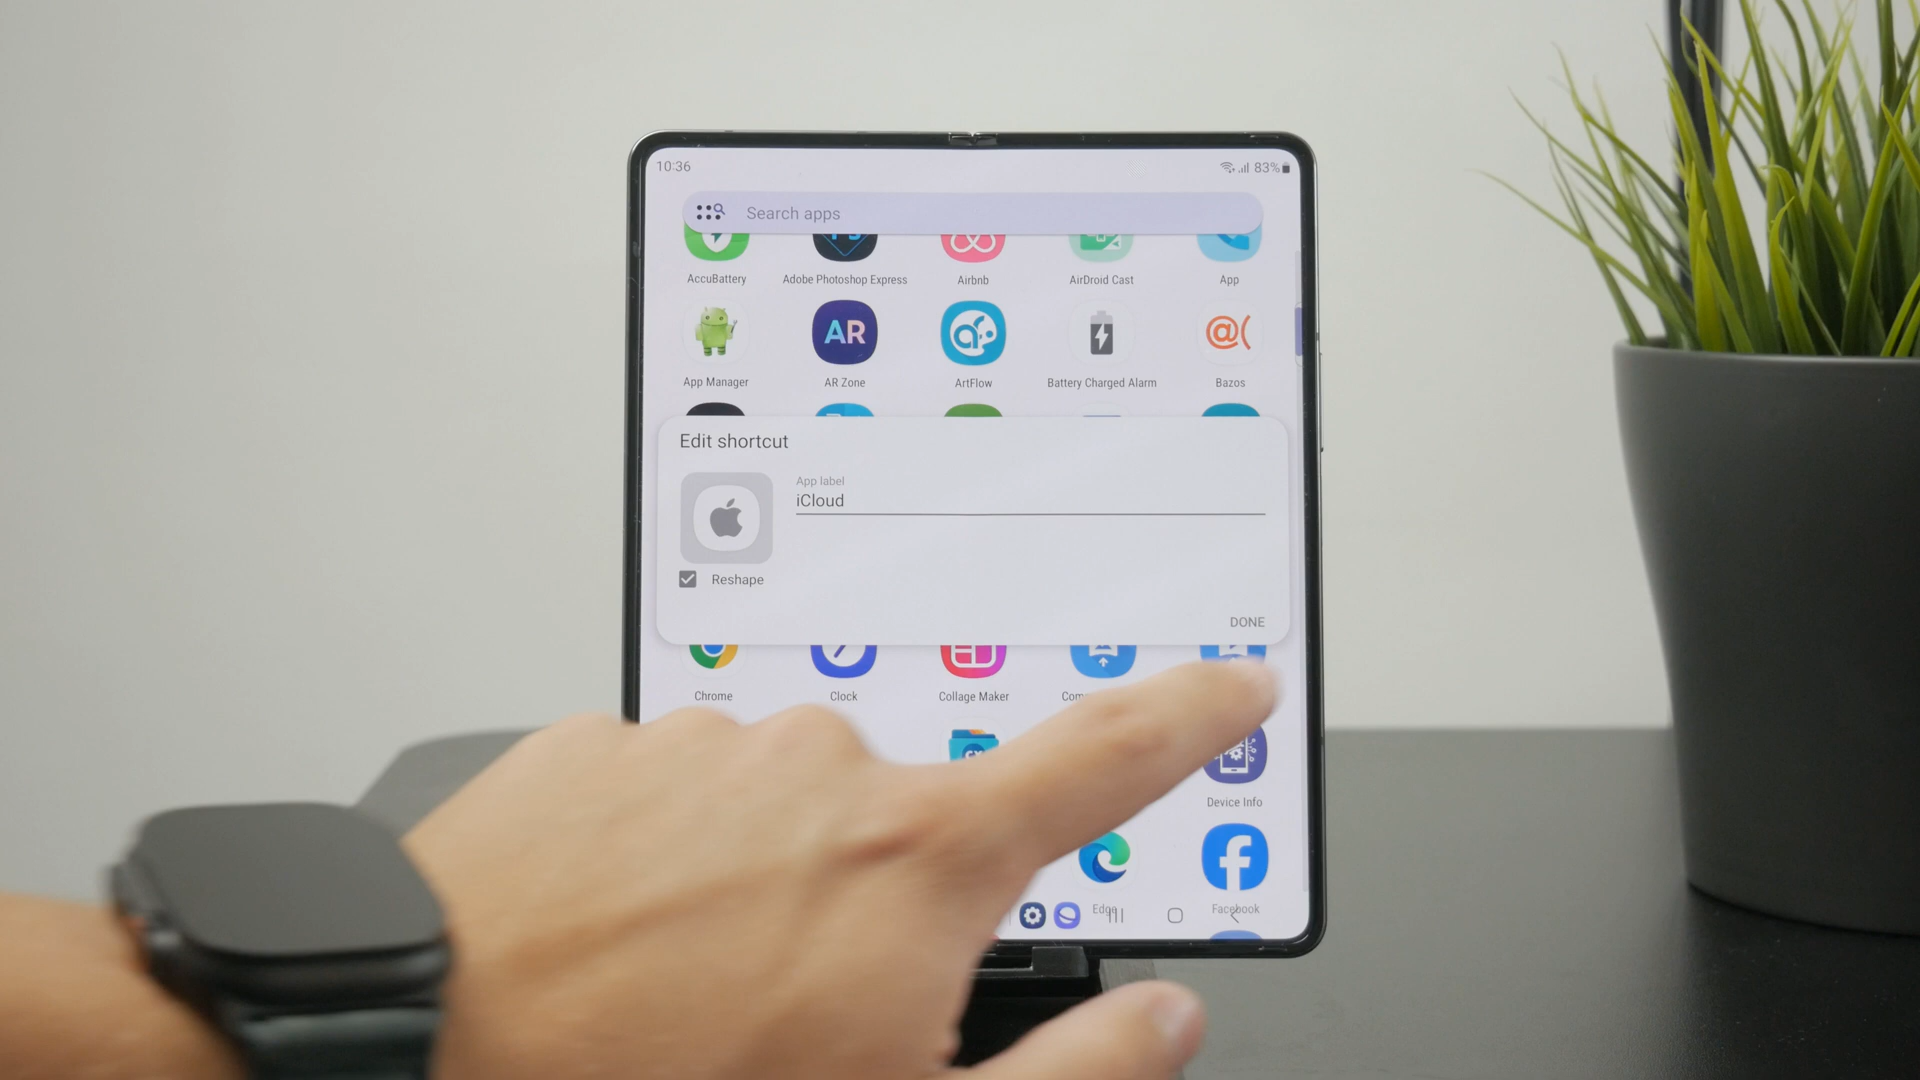 10:36
83%
Search apps
AccuBattery
Adobe Photoshop Express
Airbnb
AirDroid Cast
App
AR
@(
App Manager
AR Zone
ArtFlow
Battery Charged Alarm
Bazos
Edit shortcut
App label
iCloud
Reshape
DONE
Chrome
Clock
Collage Maker
Com
Device Info
Edge
Facebook